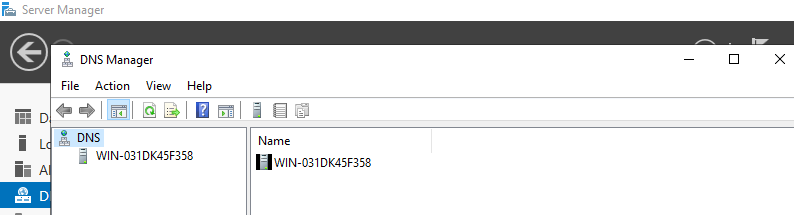 Server Manager
DNS Manager
File Action View Help
DNS
WIN-031DK45F358
Name
WIN-031DK45F358